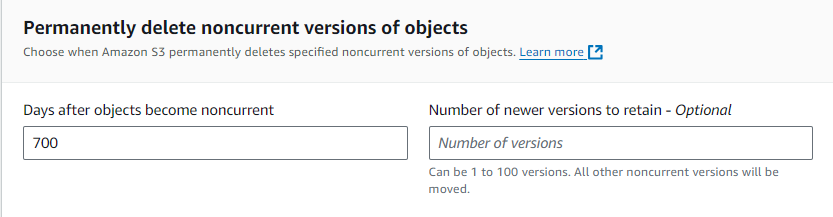 Permanently delete noncurrent versions of objects
Choose when Amazon S3 permanently deletes specified noncurrent versions of objects. Learn more
Days after objects become noncurrent
700
Number of newer versions to retain - Optional
Number of versions
Can be 1 to 100 versions. All other noncurrent versions will be
moved.